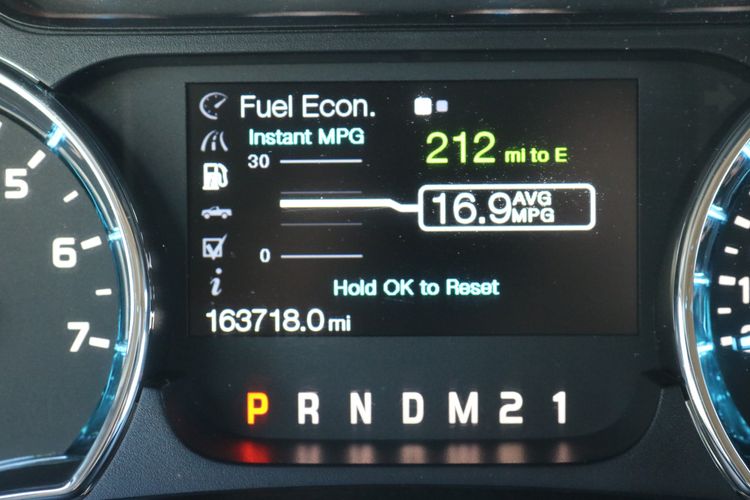 Fuel Econ.
Instant MPG
30
212 mi to E
16.9 AVG MPG
0
Hold OK to Reset
163718.0 mi
P R N D M 2 1
5
6
7